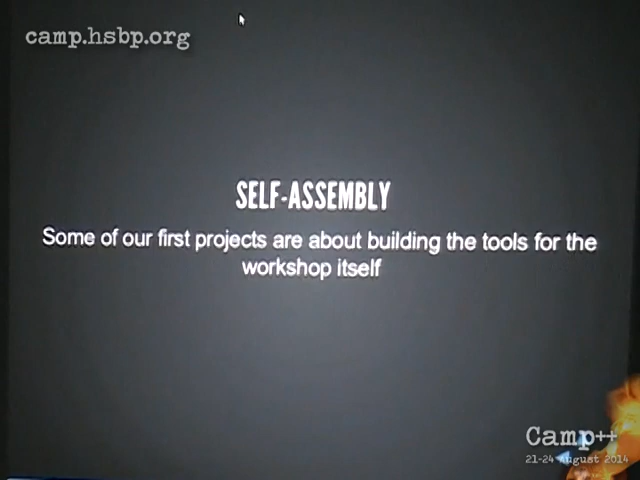 camp.hsbp.org
SELF-ASSEMBLY
Some of our first projects are about building the tools for the
workshop itself
Camp++
21-24 August 2014